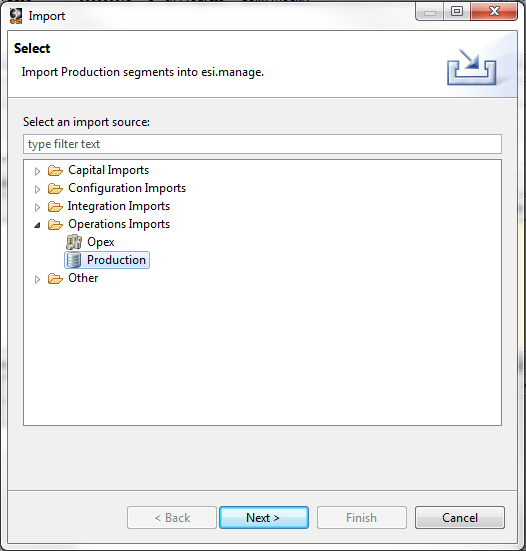 Import
Select
Import Production segments into esi.manage.
Select an import source:
type filter text
Capital Imports
Configuration Imports
Integration Imports
Operations Imports
Opex
Production
Other
< Back Next > Finish Cancel